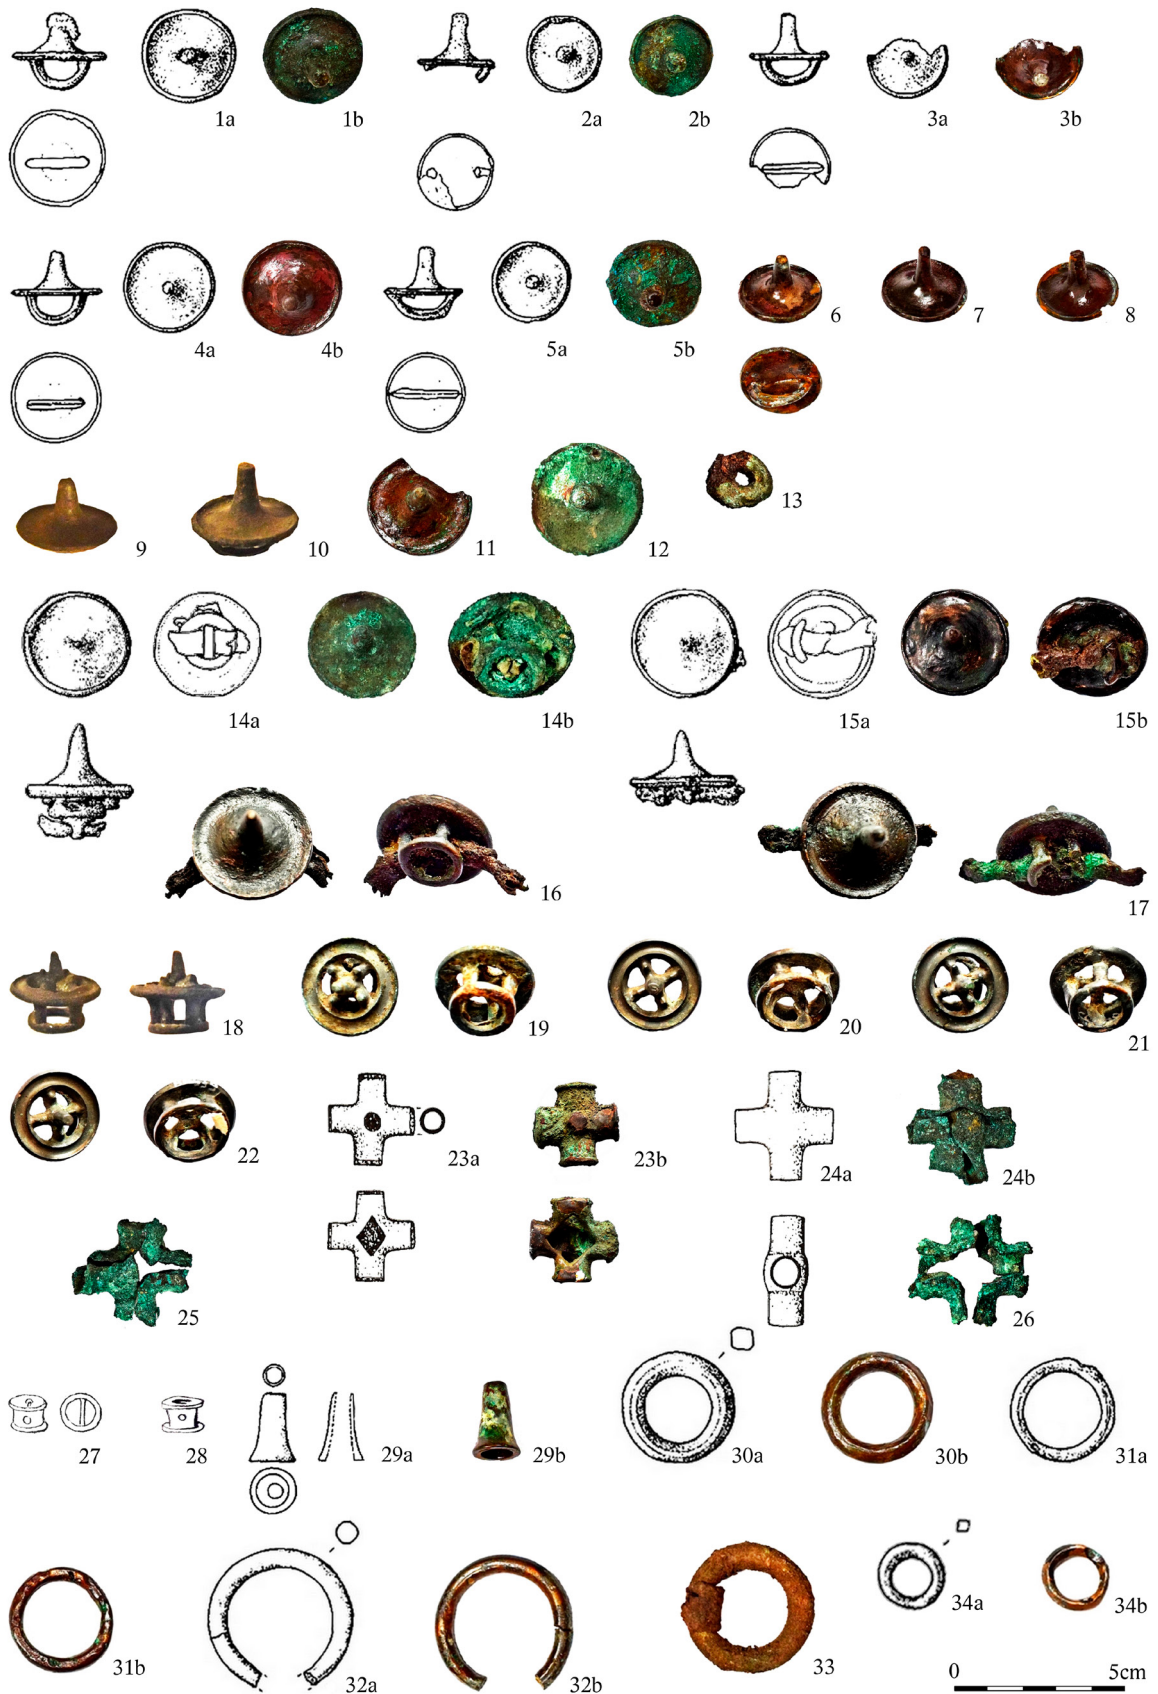 1a 1b 2a 2b 3a 3b
4a 4b 5a 5b 6 7 8
9 10 11 12 13
14a 14b 15a 15b
16 17
18 19 20 21
22 23a 23b 24a 24b
25 26
27 28 29a 29b 30a 30b 31a
31b 32a 32b 33 34a 34b
0 5cm